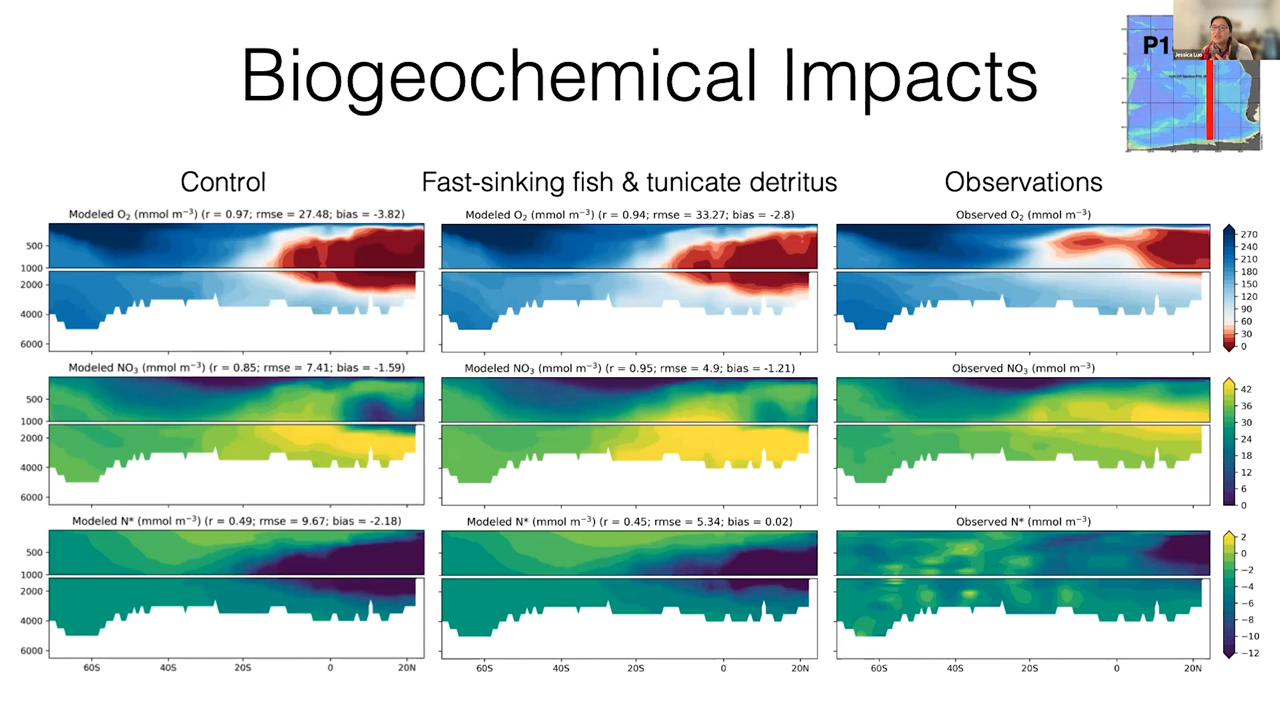 Biogeochemical Impacts
Jessica Luo
Control
Fast-sinking fish & tunicate detritus
Observations
Modeled O₂ (mmol m⁻³) (r = 0.97; rmse = 27.48; bias = -3.82)
Modeled O₂ (mmol m⁻³) (r = 0.94; rmse = 33.27; bias = -2.8)
Observed O₂ (mmol m⁻³)
500
1000
2000
4000
6000
270
240
210
180
150
120
90
60
30
0
Modeled NO₃ (mmol m⁻³) (r = 0.85; rmse = 7.41; bias = -1.59)
Modeled NO₃ (mmol m⁻³) (r = 0.95; rmse = 4.9; bias = -1.21)
Observed NO₃ (mmol m⁻³)
500
1000
2000
4000
6000
42
36
30
24
18
12
6
0
Modeled N* (mmol m⁻³) (r = 0.49; rmse = 9.67; bias = -2.18)
Modeled N* (mmol m⁻³) (r = 0.45; rmse = 5.34; bias = 0.02)
Observed N* (mmol m⁻³)
500
1000
2000
4000
6000
2
0
−2
−4
−6
−8
−10
−12
60S 40S 20S 0 20N
60S 40S 20S 0 20N
60S 40S 20S 0 20N